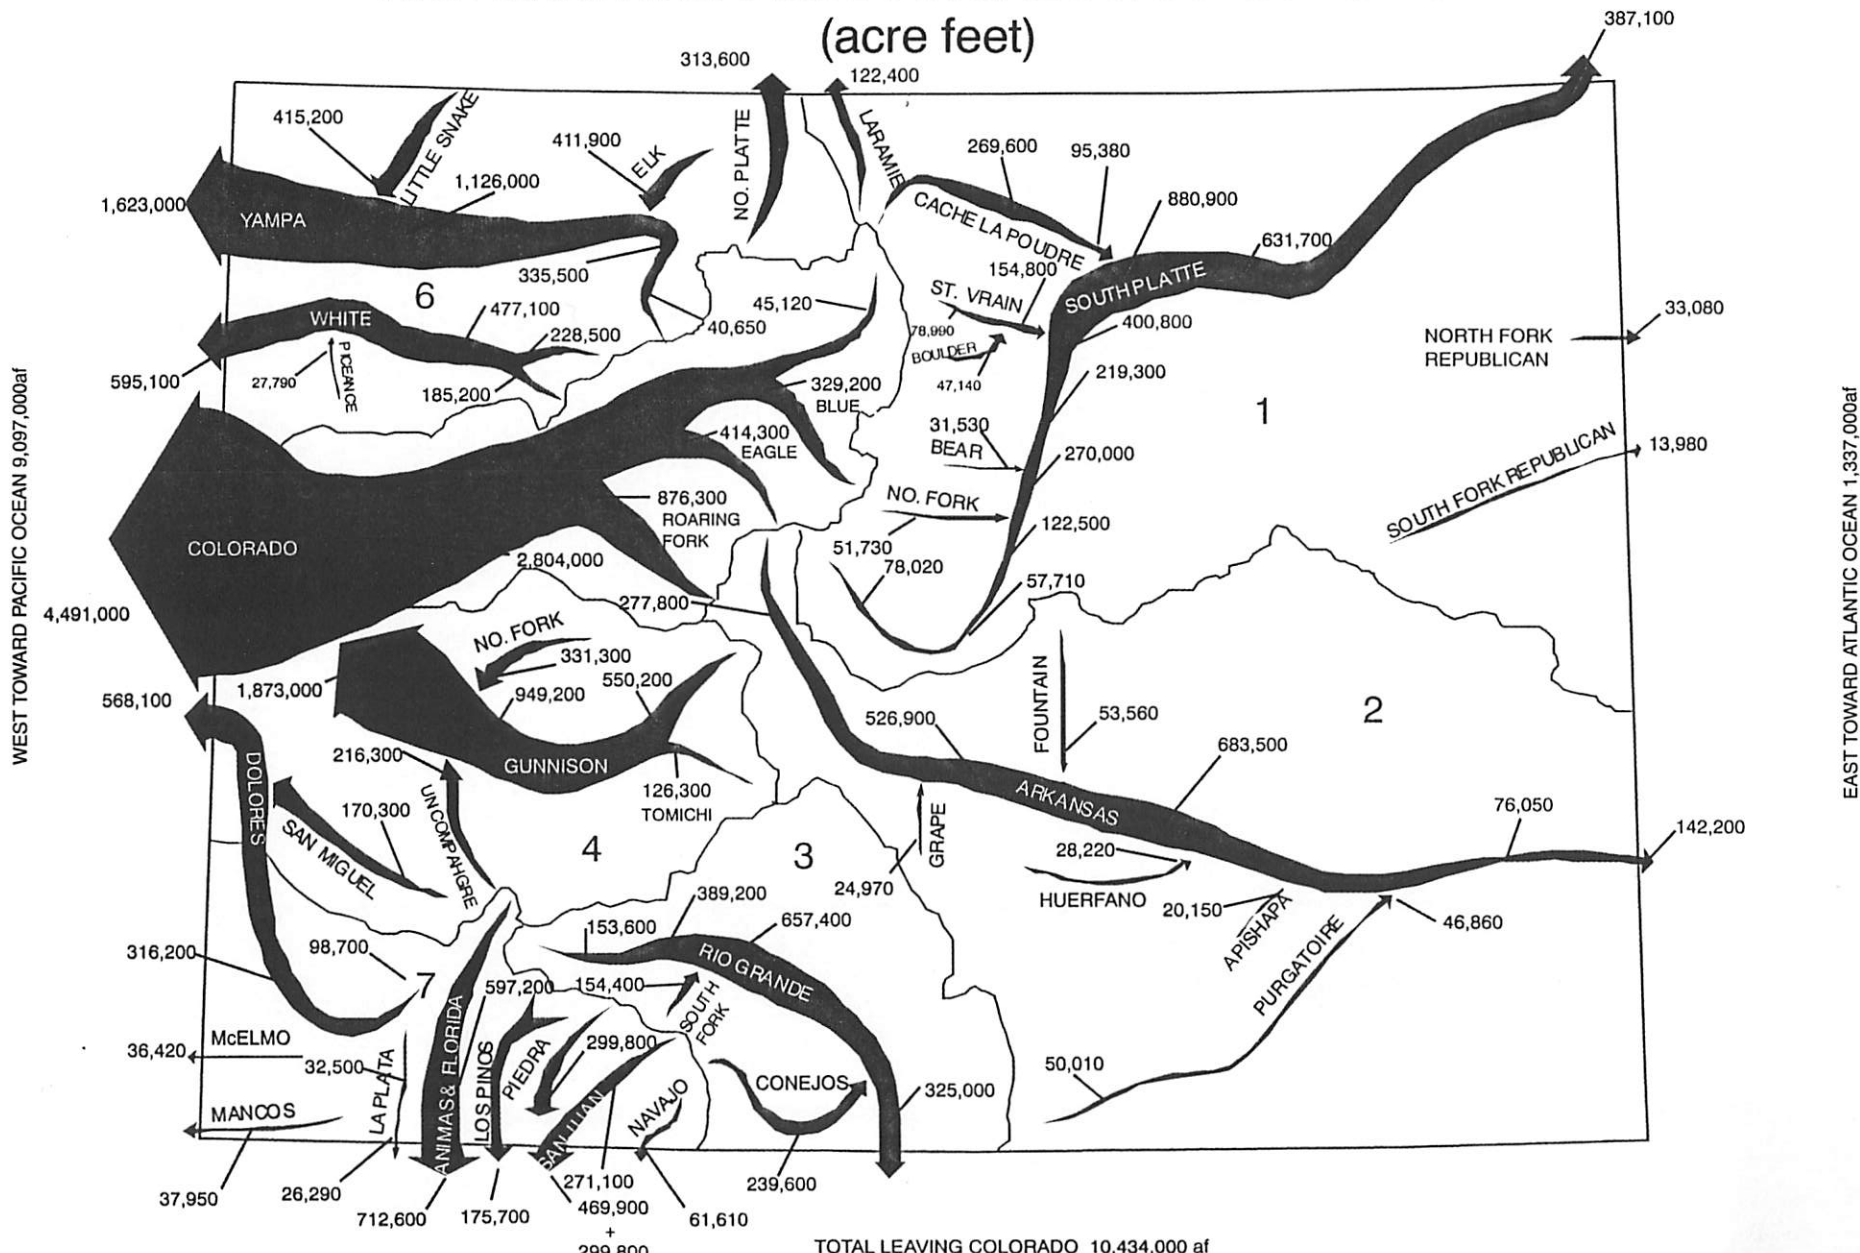 (acre feet)
387,100
313,600
122,400
415,200
LITTLE SNAKE
411,900
ELK
NO. PLATTE
LARAMIE
269,600
95,380
1,126,000
1,623,000
YAMPA
CACHE LA POUDRE
880,900
631,700
335,500
154,800
SOUTH PLATTE
6
45,120
ST. VRAIN
477,100
WHITE
40,650
78,990
400,800
33,080
228,500
BOULDER
NORTH FORK
REPUBLICAN
595,100
27,790
PICEANCE
185,200
329,200
BLUE
47,140
219,300
1
414,300
EAGLE
31,530
BEAR
270,000
SOUTH FORK REPUBLICAN
13,980
876,300
ROARING
FORK
NO. FORK
COLORADO
2,804,000
51,730
122,500
78,020
57,710
4,491,000
277,800
NO. FORK
331,300
568,100
1,873,000
949,200
550,200
FOUNTAIN
526,900
53,560
2
683,500
DOLORES
216,300
GUNNISON
126,300
TOMICHI
ARKANSAS
170,300
SAN MIGUEL
UNCOMPAHGRE
4
3
GRAPE
28,220
HUERFANO
76,050
142,200
24,970
20,150
APISHAPA
46,860
389,200
657,400
153,600
316,200
98,700
7
RIO GRANDE
154,400
SOUTH
FORK
597,200
PURGATOIRE
McELMO
36,420
32,500
LA PLATA
ANIMAS & FLORIDA
LOS PINOS
PIEDRA
299,800
SAN JUAN
NAVAJO
CONEJOS
325,000
50,010
MANCOS
37,950
26,290
712,600
175,700
271,100
469,900
+
299,800
61,610
239,600
TOTAL LEAVING COLORADO 10,434,000 af
WEST TOWARD PACIFIC OCEAN 9,097,000af
EAST TOWARD ATLANTIC OCEAN 1,337,000af